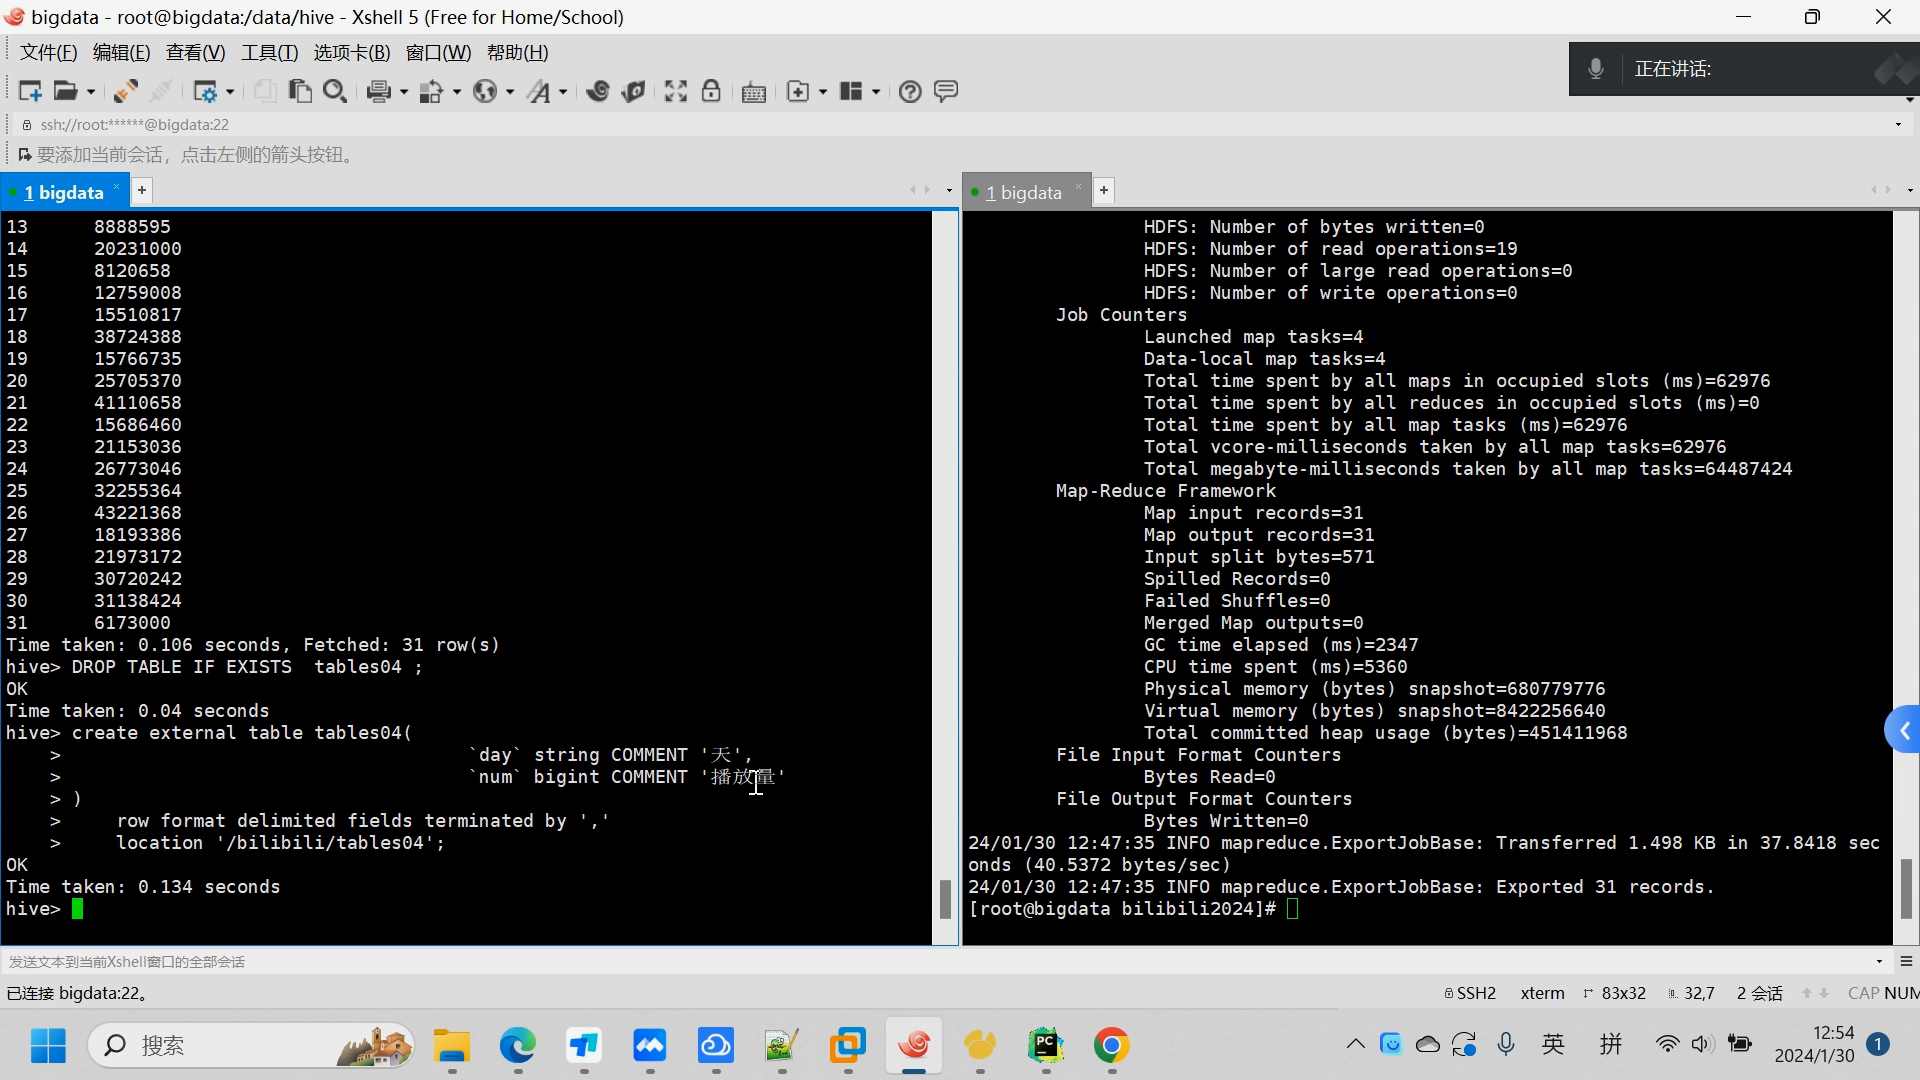 bigdata - root@bigdata:/data/hive - Xshell 5 (Free for Home/School)
文件(F) 编辑(E) 查看(V) 工具(T) 选项卡(B) 窗口(W) 帮助(H)
正在讲话:
ssh://root:******@bigdata:22
要添加当前会话，点击左侧的箭头按钮。
1 bigdata
13 8888595
14 20231000
15 8120658
16 12759008
17 15510817
18 38724388
19 15766735
20 25705370
21 41110658
22 15686460
23 21153036
24 26773046
25 32255364
26 43221368
27 18193386
28 21973172
29 30720242
30 31138424
31 6173000
Time taken: 0.106 seconds, Fetched: 31 row(s)
hive> DROP TABLE IF EXISTS  tables04 ;
OK
Time taken: 0.04 seconds
hive> create external table tables04(
> `day` string COMMENT '天',
> `num` bigint COMMENT '播放量'
> )
> row format delimited fields terminated by ','
> location '/bilibili/tables04';
OK
Time taken: 0.134 seconds
hive>
1 bigdata
HDFS: Number of bytes written=0
HDFS: Number of read operations=19
HDFS: Number of large read operations=0
HDFS: Number of write operations=0
Job Counters
Launched map tasks=4
Data-local map tasks=4
Total time spent by all maps in occupied slots (ms)=62976
Total time spent by all reduces in occupied slots (ms)=0
Total time spent by all map tasks (ms)=62976
Total vcore-milliseconds taken by all map tasks=62976
Total megabyte-milliseconds taken by all map tasks=64487424
Map-Reduce Framework
Map input records=31
Map output records=31
Input split bytes=571
Spilled Records=0
Failed Shuffles=0
Merged Map outputs=0
GC time elapsed (ms)=2347
CPU time spent (ms)=5360
Physical memory (bytes) snapshot=680779776
Virtual memory (bytes) snapshot=8422256640
Total committed heap usage (bytes)=451411968
File Input Format Counters
Bytes Read=0
File Output Format Counters
Bytes Written=0
24/01/30 12:47:35 INFO mapreduce.ExportJobBase: Transferred 1.498 KB in 37.8418 sec
onds (40.5372 bytes/sec)
24/01/30 12:47:35 INFO mapreduce.ExportJobBase: Exported 31 records.
[root@bigdata bilibili2024]#
发送文本到当前Xshell窗口的全部会话
已连接 bigdata:22。
SSH2 xterm 83x32 32,7 2 会话 CAP NUM
搜索
PC
英 拼
12:54
2024/1/30
1